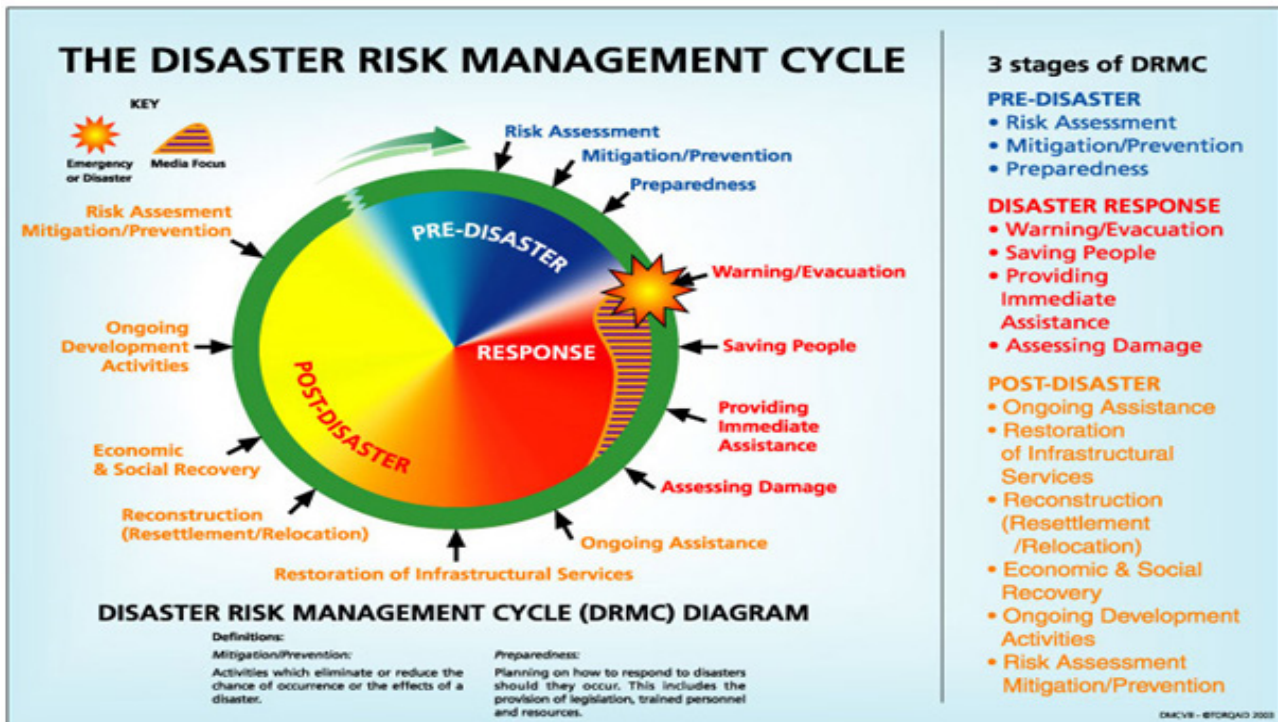 THE DISASTER RISK MANAGEMENT CYCLE
KEY
Emergency
or Disaster
Media Focus
Risk Assessment
Mitigation/Prevention
Preparedness
Warning/Evacuation
Saving People
Providing
Immediate
Assistance
Assessing Damage
Ongoing Assistance
Restoration of Infrastructural Services
Reconstruction
(Resettlement/Relocation)
Economic
& Social Recovery
Ongoing
Development
Activities
Risk Assesment
Mitigation/Prevention
PRE-DISASTER
RESPONSE
POST-DISASTER
DISASTER RISK MANAGEMENT CYCLE (DRMC) DIAGRAM
Definitions:
Mitigation/Prevention:
Activities which eliminate or reduce the
chance of occurrence or the effects of a
disaster.
Preparedness:
Planning on how to respond to disasters
should they occur. This includes the
provision of legislation, trained personnel
and resources.
3 stages of DRMC
PRE-DISASTER
• Risk Assessment
• Mitigation/Prevention
• Preparedness
DISASTER RESPONSE
• Warning/Evacuation
• Saving People
• Providing
Immediate
Assistance
• Assessing Damage
POST-DISASTER
• Ongoing Assistance
• Restoration
of Infrastructural
Services
• Reconstruction
(Resettlement
/Relocation)
• Economic & Social
Recovery
• Ongoing Development
Activities
• Risk Assessment
Mitigation/Prevention